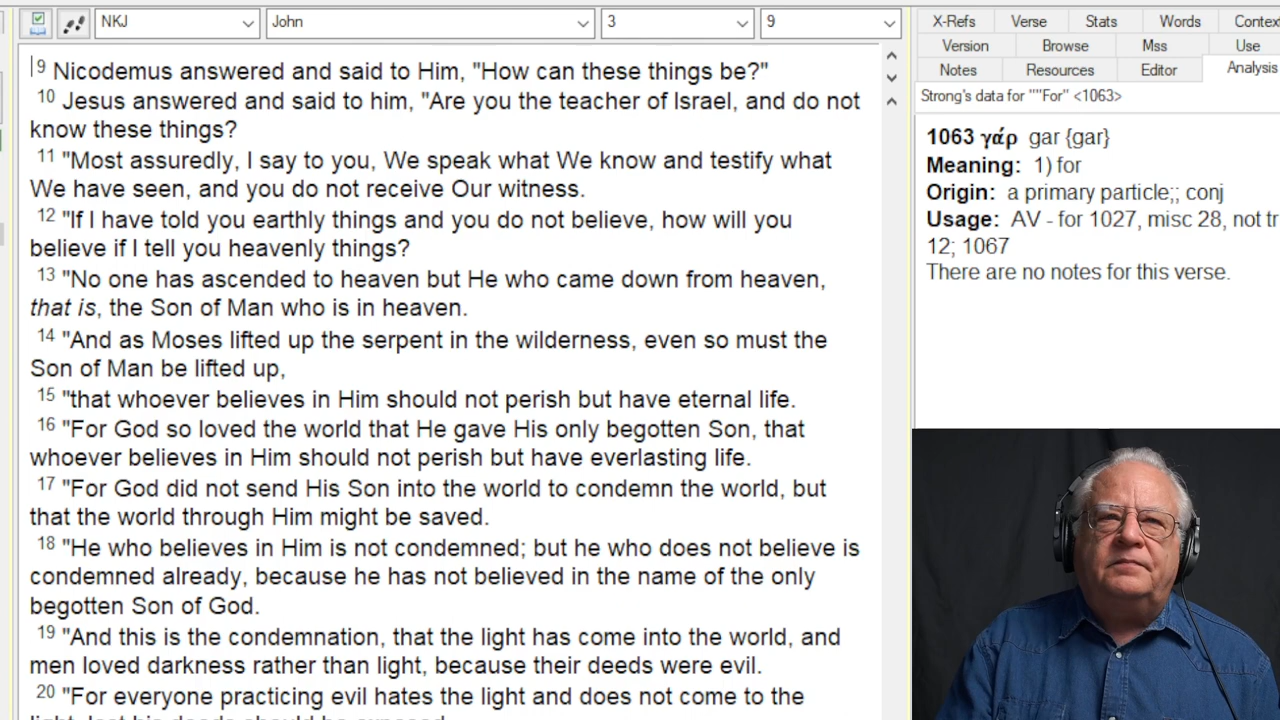 NKJ John 3 9
9 Nicodemus answered and said to Him, "How can these things be?"
10 Jesus answered and said to him, "Are you the teacher of Israel, and do not
know these things?
11 "Most assuredly, I say to you, We speak what We know and testify what
We have seen, and you do not receive Our witness.
12 "If I have told you earthly things and you do not believe, how will you
believe if I tell you heavenly things?
13 "No one has ascended to heaven but He who came down from heaven,
that is, the Son of Man who is in heaven.
14 "And as Moses lifted up the serpent in the wilderness, even so must the
Son of Man be lifted up,
15 "that whoever believes in Him should not perish but have eternal life.
16 "For God so loved the world that He gave His only begotten Son, that
whoever believes in Him should not perish but have everlasting life.
17 "For God did not send His Son into the world to condemn the world, but
that the world through Him might be saved.
18 "He who believes in Him is not condemned; but he who does not believe is
condemned already, because he has not believed in the name of the only
begotten Son of God.
19 "And this is the condemnation, that the light has come into the world, and
men loved darkness rather than light, because their deeds were evil.
20 "For everyone practicing evil hates the light and does not come to the
light, lest his deeds should be exposed.
X-Refs Verse Stats Words Contex
Version Browse Mss Use
Notes Resources Editor Analysis
Strong's data for ""For" <1063>
1063 γάρ gar {gar}
Meaning: 1) for
Origin: a primary particle;; conj
Usage: AV - for 1027, misc 28, not tr
12; 1067
There are no notes for this verse.